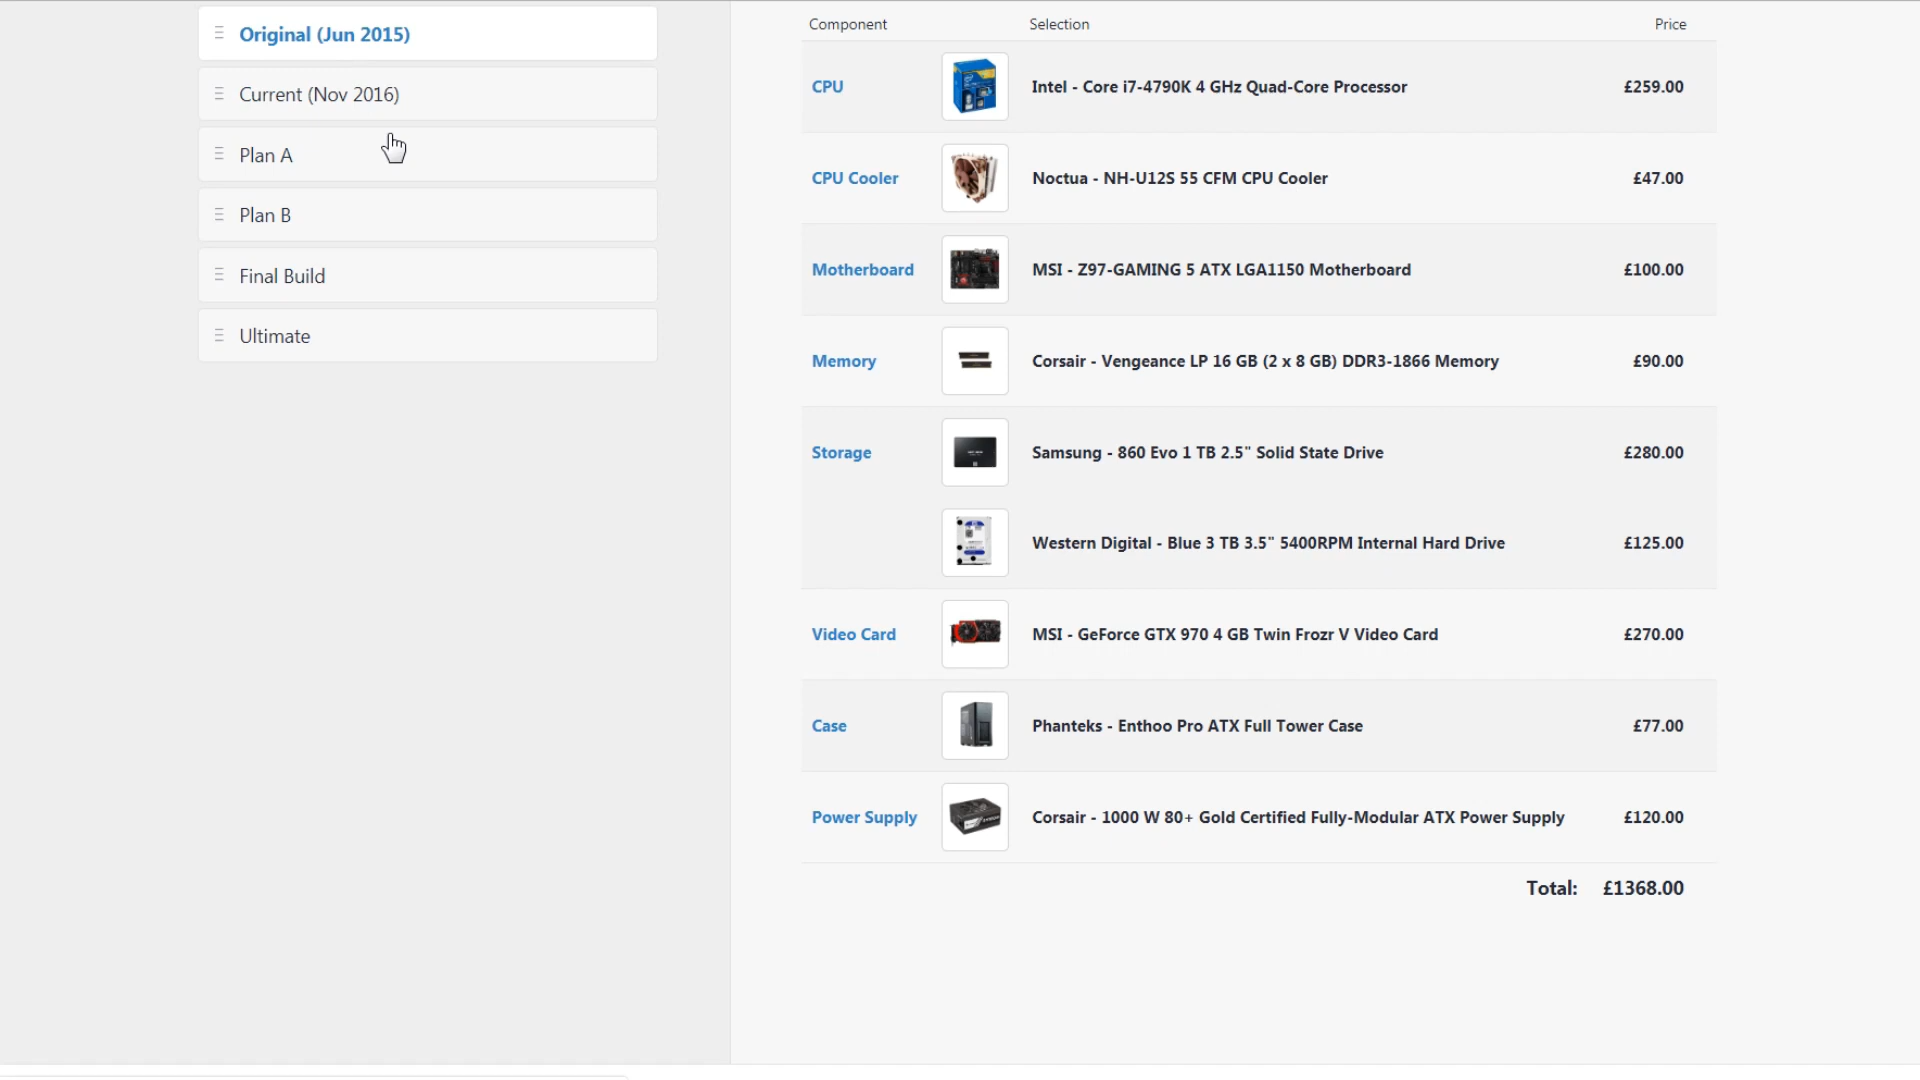 Original (Jun 2015)
Current (Nov 2016)
Plan A
Plan B
Final Build
Ultimate
Component Selection Price
CPU Intel - Core i7-4790K 4 GHz Quad-Core Processor £259.00
CPU Cooler Noctua - NH-U12S 55 CFM CPU Cooler £47.00
Motherboard MSI - Z97-GAMING 5 ATX LGA1150 Motherboard £100.00
Memory Corsair - Vengeance LP 16 GB (2 x 8 GB) DDR3-1866 Memory £90.00
Storage Samsung - 860 Evo 1 TB 2.5" Solid State Drive £280.00
Western Digital - Blue 3 TB 3.5" 5400RPM Internal Hard Drive £125.00
Video Card MSI - GeForce GTX 970 4 GB Twin Frozr V Video Card £270.00
Case Phanteks - Enthoo Pro ATX Full Tower Case £77.00
Power Supply Corsair - 1000 W 80+ Gold Certified Fully-Modular ATX Power Supply £120.00
Total: £1368.00